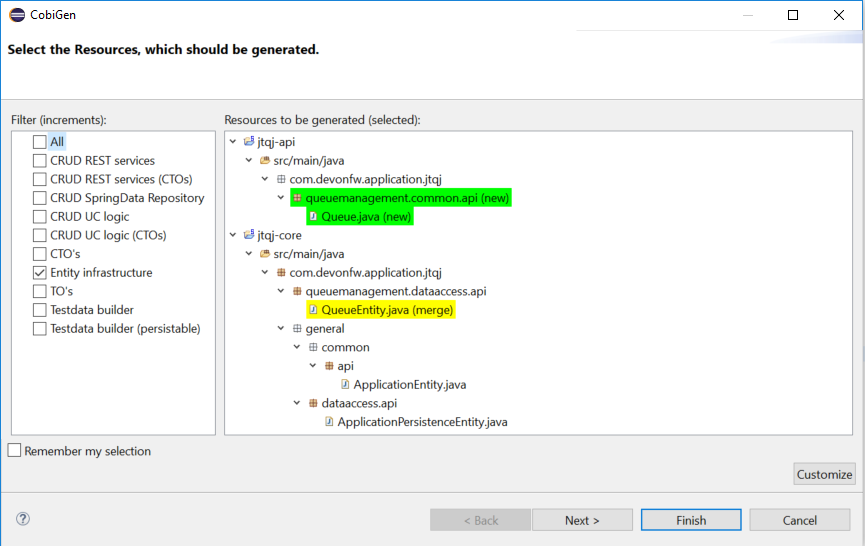 CobiGen
Select the Resources, which should be generated.
Filter (increments):
All
CRUD REST services
CRUD REST services (CTOs)
CRUD SpringData Repository
CRUD UC logic
CRUD UC logic (CTOs)
CTO's
Entity infrastructure
TO's
Testdata builder
Testdata builder (persistable)
Resources to be generated (selected):
jtqj-api
src/main/java
com.devonfw.application.jtqj
queuemanagement.common.api (new)
Queue.java (new)
jtqj-core
src/main/java
com.devonfw.application.jtqj
queuemanagement.dataaccess.api
QueueEntity.java (merge)
general
common
api
ApplicationEntity.java
dataaccess.api
ApplicationPersistenceEntity.java
Remember my selection
Customize
?
< Back
Next >
Finish
Cancel